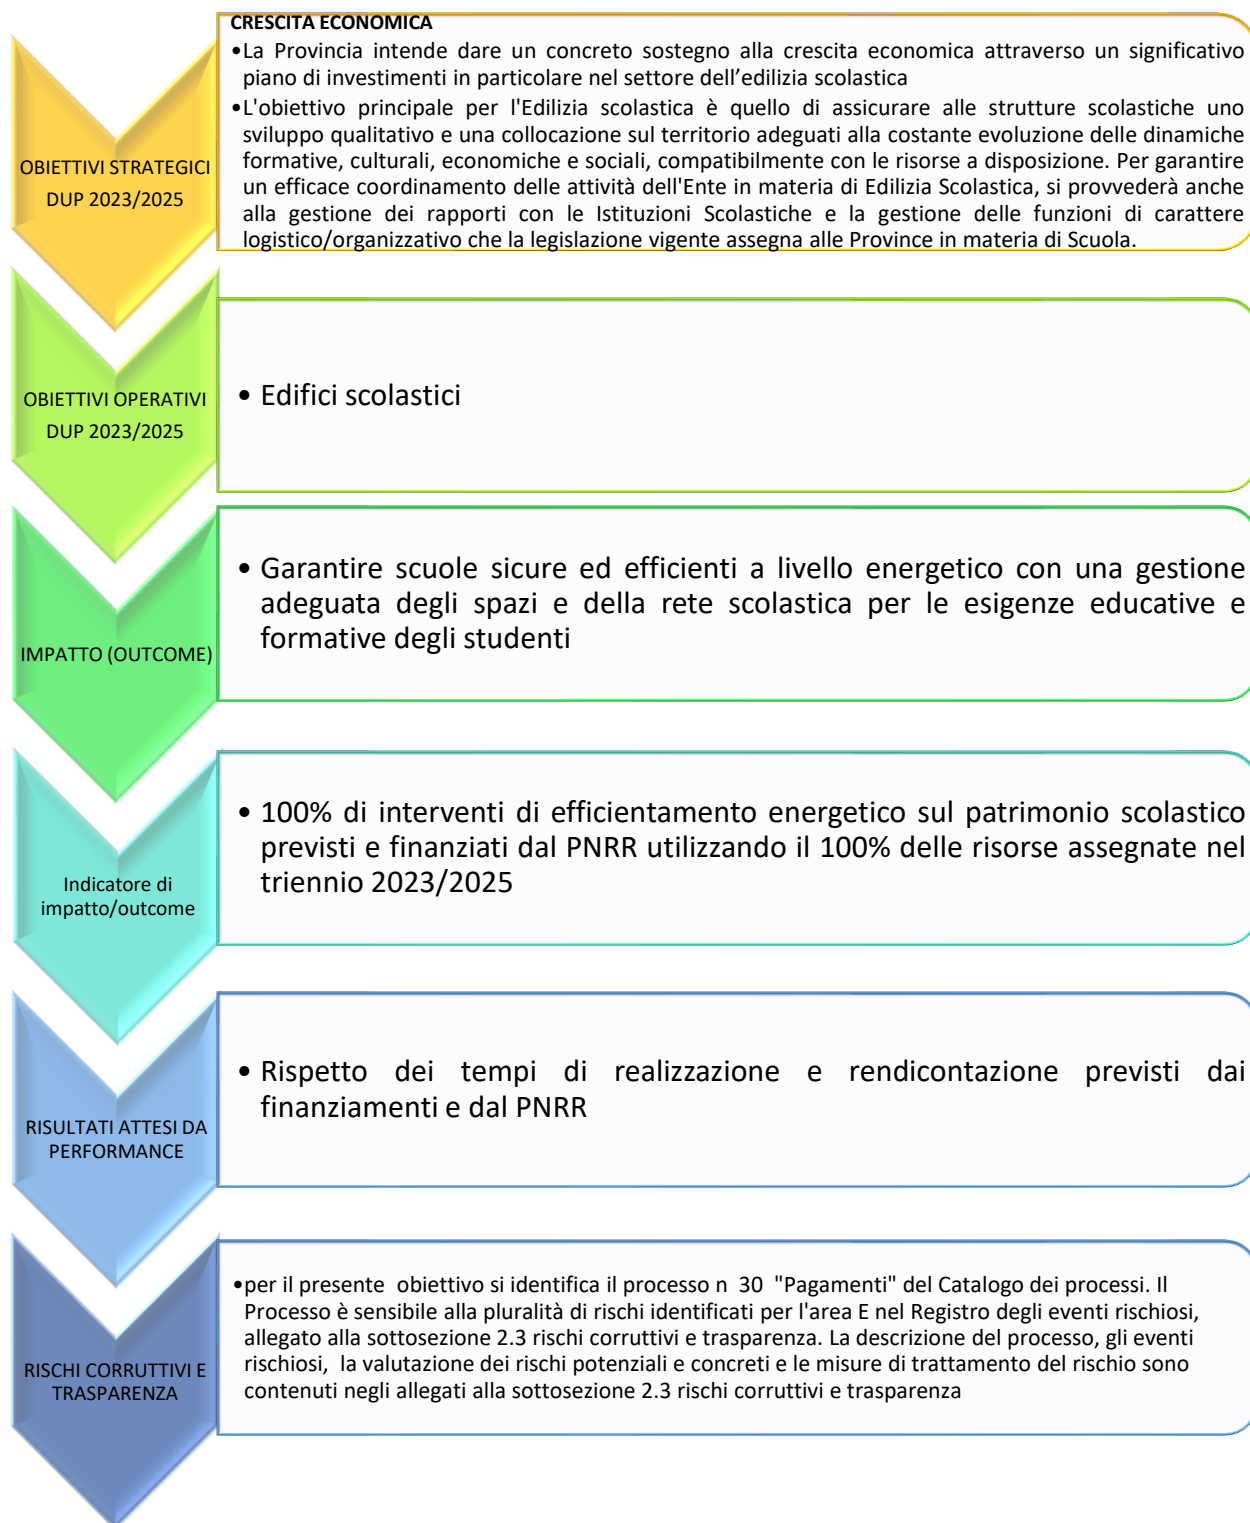 CRESCITA ECONOMICA
•La Provincia intende dare un concreto sostegno alla crescita economica attraverso un significativo
piano di investimenti in particolare nel settore dell’edilizia scolastica
•L'obiettivo principale per l'Edilizia scolastica è quello di assicurare alle strutture scolastiche uno
sviluppo qualitativo e una collocazione sul territorio adeguati alla costante evoluzione delle dinamiche
formative, culturali, economiche e sociali, compatibilmente con le risorse a disposizione. Per garantire
un efficace coordinamento delle attività dell'Ente in materia di Edilizia Scolastica, si provvederà anche
alla gestione dei rapporti con le Istituzioni Scolastiche e la gestione delle funzioni di carattere
logistico/organizzativo che la legislazione vigente assegna alle Province in materia di Scuola.
OBIETTIVI STRATEGICI
DUP 2023/2025
OBIETTIVI OPERATIVI
DUP 2023/2025
• Edifici scolastici
IMPATTO (OUTCOME)
• Garantire scuole sicure ed efficienti a livello energetico con una gestione
adeguata degli spazi e della rete scolastica per le esigenze educative e
formative degli studenti
Indicatore di
impatto/outcome
• 100% di interventi di efficientamento energetico sul patrimonio scolastico
previsti e finanziati dal PNRR utilizzando il 100% delle risorse assegnate nel
triennio 2023/2025
RISULTATI ATTESI DA
PERFORMANCE
• Rispetto dei tempi di realizzazione e rendicontazione previsti dai
finanziamenti e dal PNRR
RISCHI CORRUTTIVI E
TRASPARENZA
•per il presente obiettivo si identifica il processo n 30 "Pagamenti" del Catalogo dei processi. Il
Processo è sensibile alla pluralità di rischi identificati per l'area E nel Registro degli eventi rischiosi,
allegato alla sottosezione 2.3 rischi corruttivi e trasparenza. La descrizione del processo, gli eventi
rischiosi, la valutazione dei rischi potenziali e concreti e le misure di trattamento del rischio sono
contenuti negli allegati alla sottosezione 2.3 rischi corruttivi e trasparenza